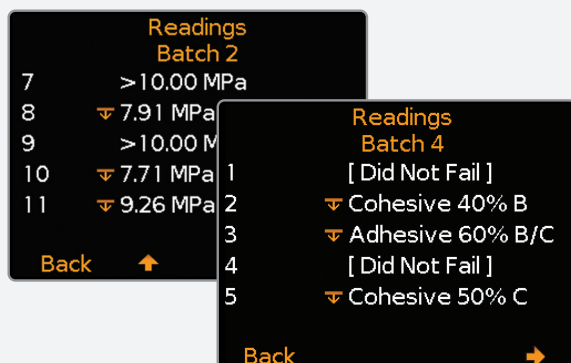 Readings
Batch 2
7 >10.00 MPa
8 7.91 MPa
9 >10.00 M
10 7.71 MPa
11 9.26 MPa
Back
Readings
Batch 4
1 [ Did Not Fail ]
2 Cohesive 40% B
3 Adhesive 60% B/C
4 [ Did Not Fail ]
5 Cohesive 50% C
Back